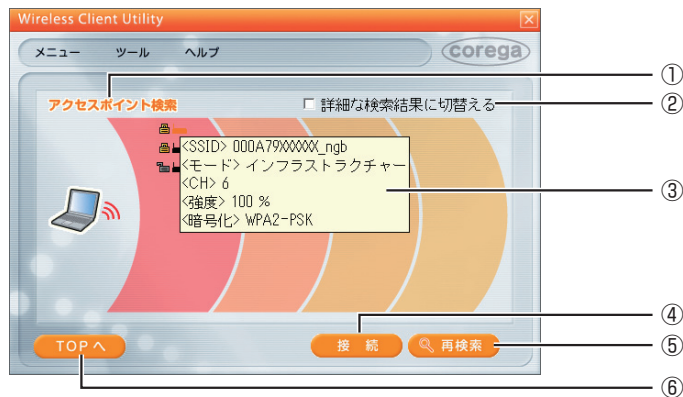 Wireless Client Utility
メニュー ツール ヘルプ corega
アクセスポイント検索 詳細な検索結果に切替える
<SSID> 000A79XXXXXX_ngb
<モード> インフラストラクチャー
<CH> 6
<強度> 100 %
<暗号化> WPA2-PSK
TOPへ 接 続 再検索
①
②
③
④
⑤
⑥